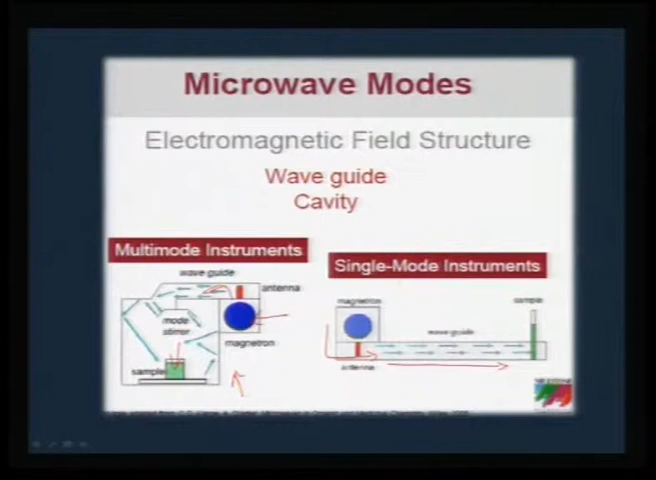 Microwave Modes
Electromagnetic Field Structure
Wave guide
Cavity
Multimode Instruments
wave guide
antenna
mode
stirrer
magnetron
sample
Single-Mode Instruments
magnetron
sample
wave guide
antenna